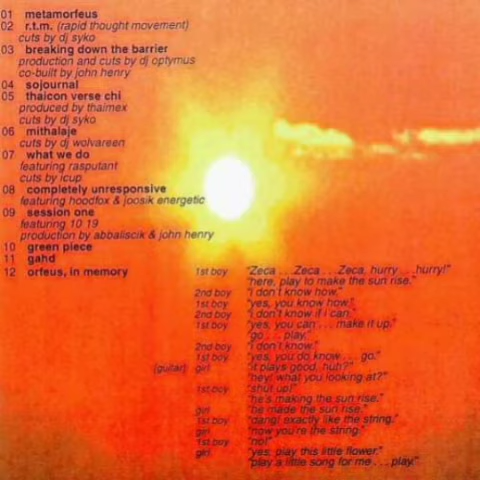 01 metamorfeus
02 r.t.m. (rapid thought movement)
cuts by dj syko
03 breaking down the barrier
production and cuts by dj optymus
co-built by john henry
04 sojournal
05 thaicon verse chi
produced by thaimex
cuts by dj syko
06 mithalaje
cuts by dj wolvareen
07 what we do
featuring rasputant
cuts by icup
08 completely unresponsive
featuring hoodfox & joosik energetic
09 session one
featuring 10 19
production by abbaliscik & john henry
10 green piece
11 gahd
12 orfeus, in memory
1st boy "Zeca . . . Zeca . . . Zeca, hurry . . . hurry!"
"here, play to make the sun rise."
2nd boy "i don't know how."
1st boy "yes, you know how."
2nd boy "i don't know if i can."
1st boy "yes, you can . . . make it up."
"go . . . play."
2nd boy "i don't know."
1st boy "yes, you do know . . . go."
(guitar) girl "it plays good, huh?"
"hey! what you looking at?"
1st boy "shut up!"
"he's making the sun rise."
girl "he made the sun rise."
1st boy "dang! exactly like the string."
girl "now you're the string."
1st boy "no!"
girl "yes, play this little flower."
"play a little song for me . . . play."